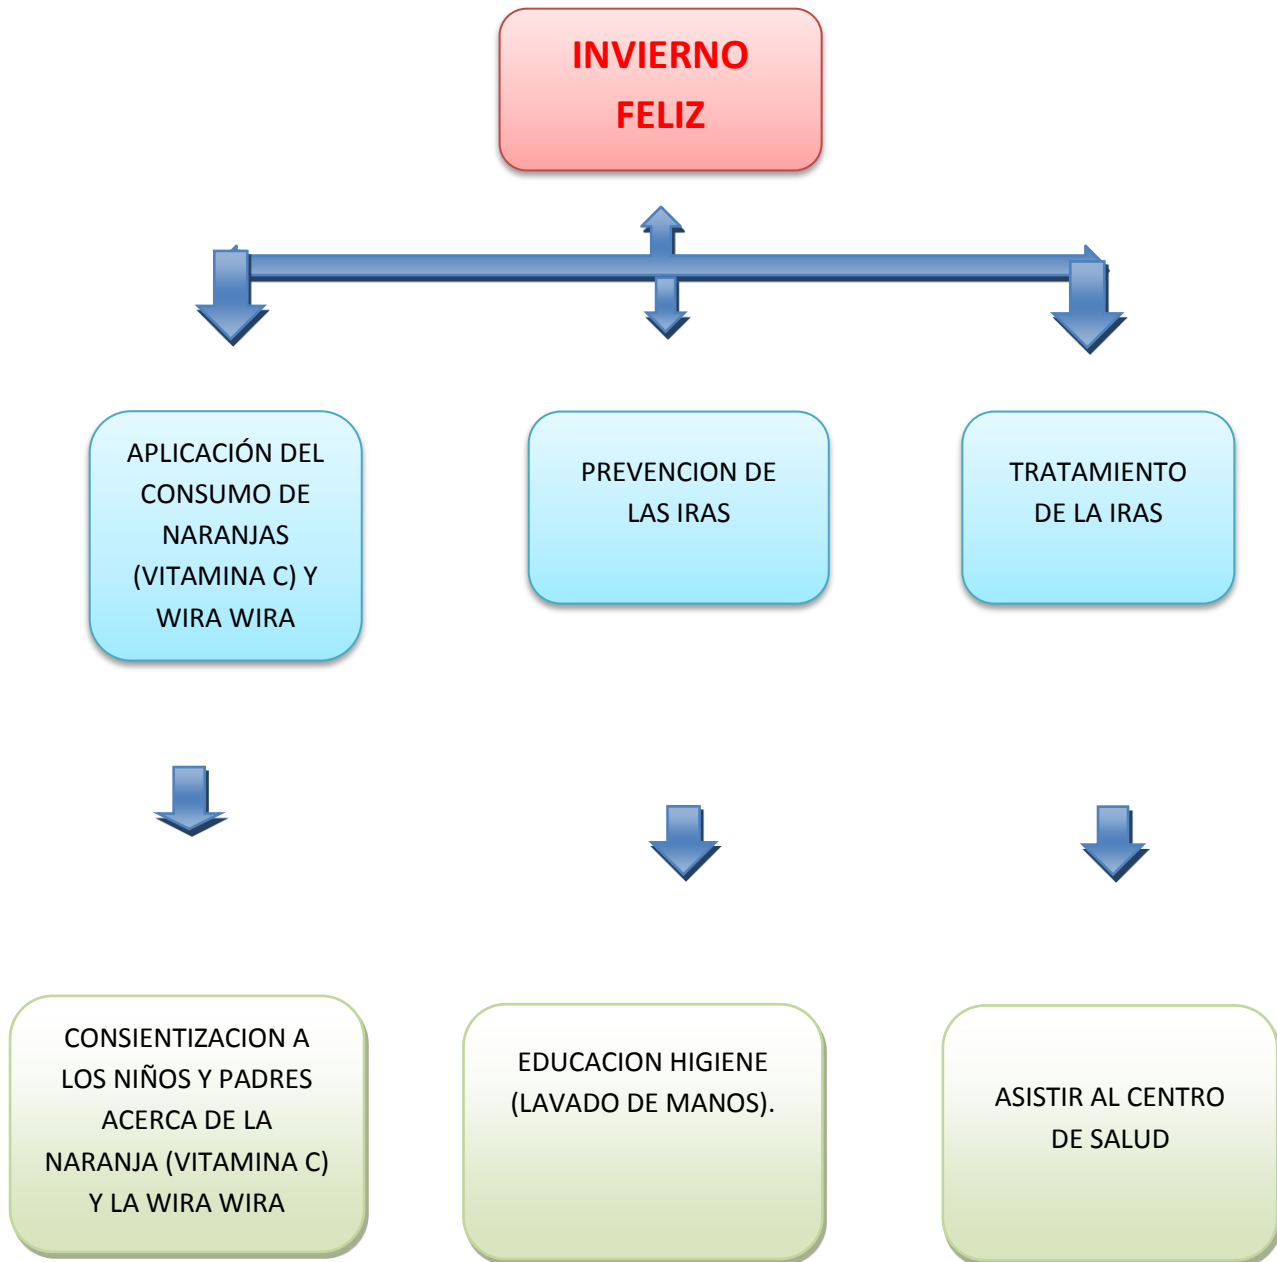 INVIERNO
FELIZ
APLICACIÓN DEL
CONSUMO DE
NARANJAS
(VITAMINA C) Y
WIRA WIRA
PREVENCION DE
LAS IRAS
TRATAMIENTO
DE LA IRAS
CONSIENTIZACION A
LOS NIÑOS Y PADRES
ACERCA DE LA
NARANJA (VITAMINA C)
Y LA WIRA WIRA
EDUCACION HIGIENE
(LAVADO DE MANOS).
ASISTIR AL CENTRO
DE SALUD